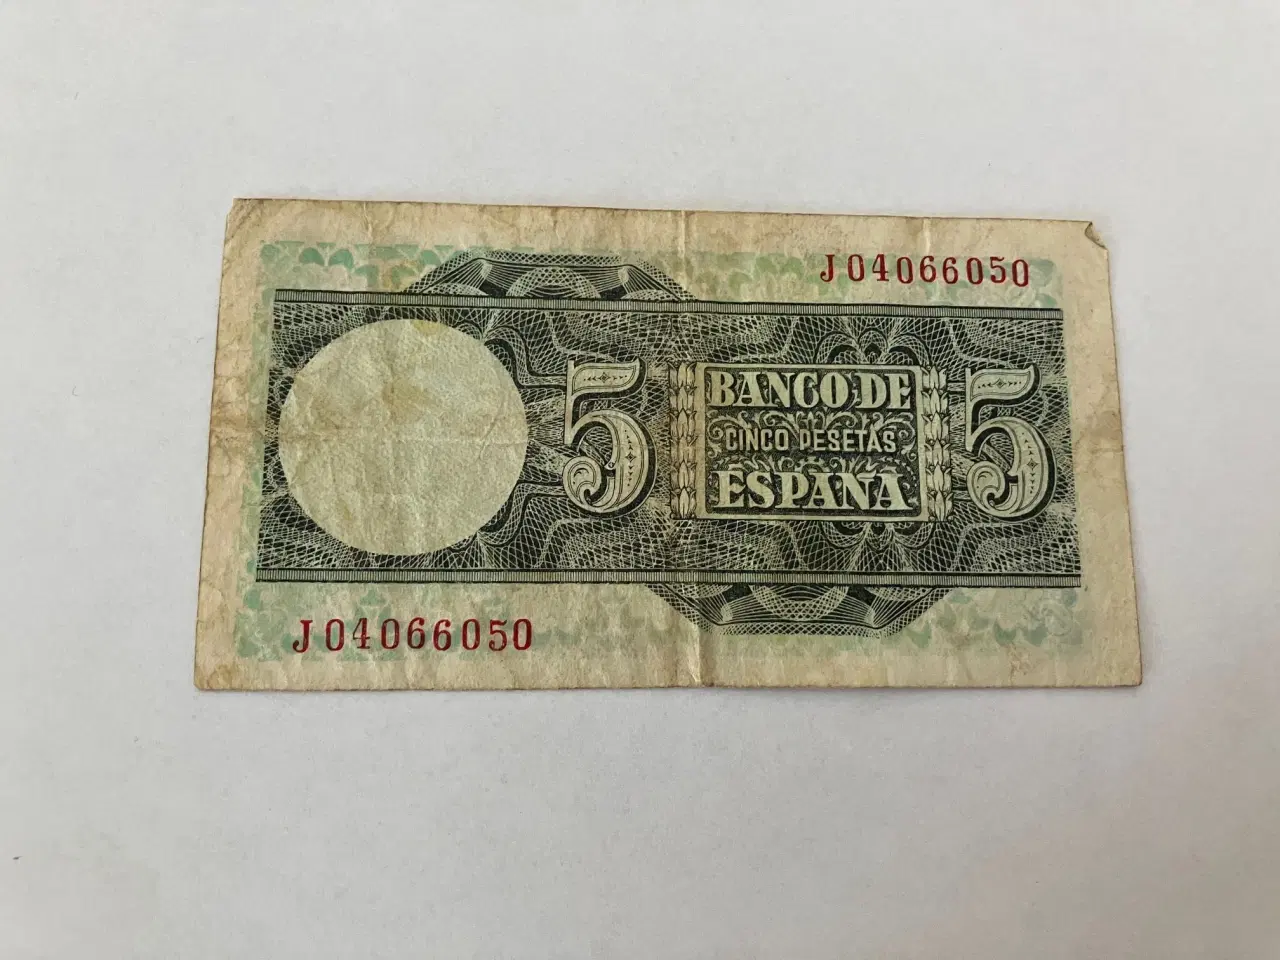 J04066050
5 BANCO DE 5
CINCO PESETAS
ESPAÑA
J04066050